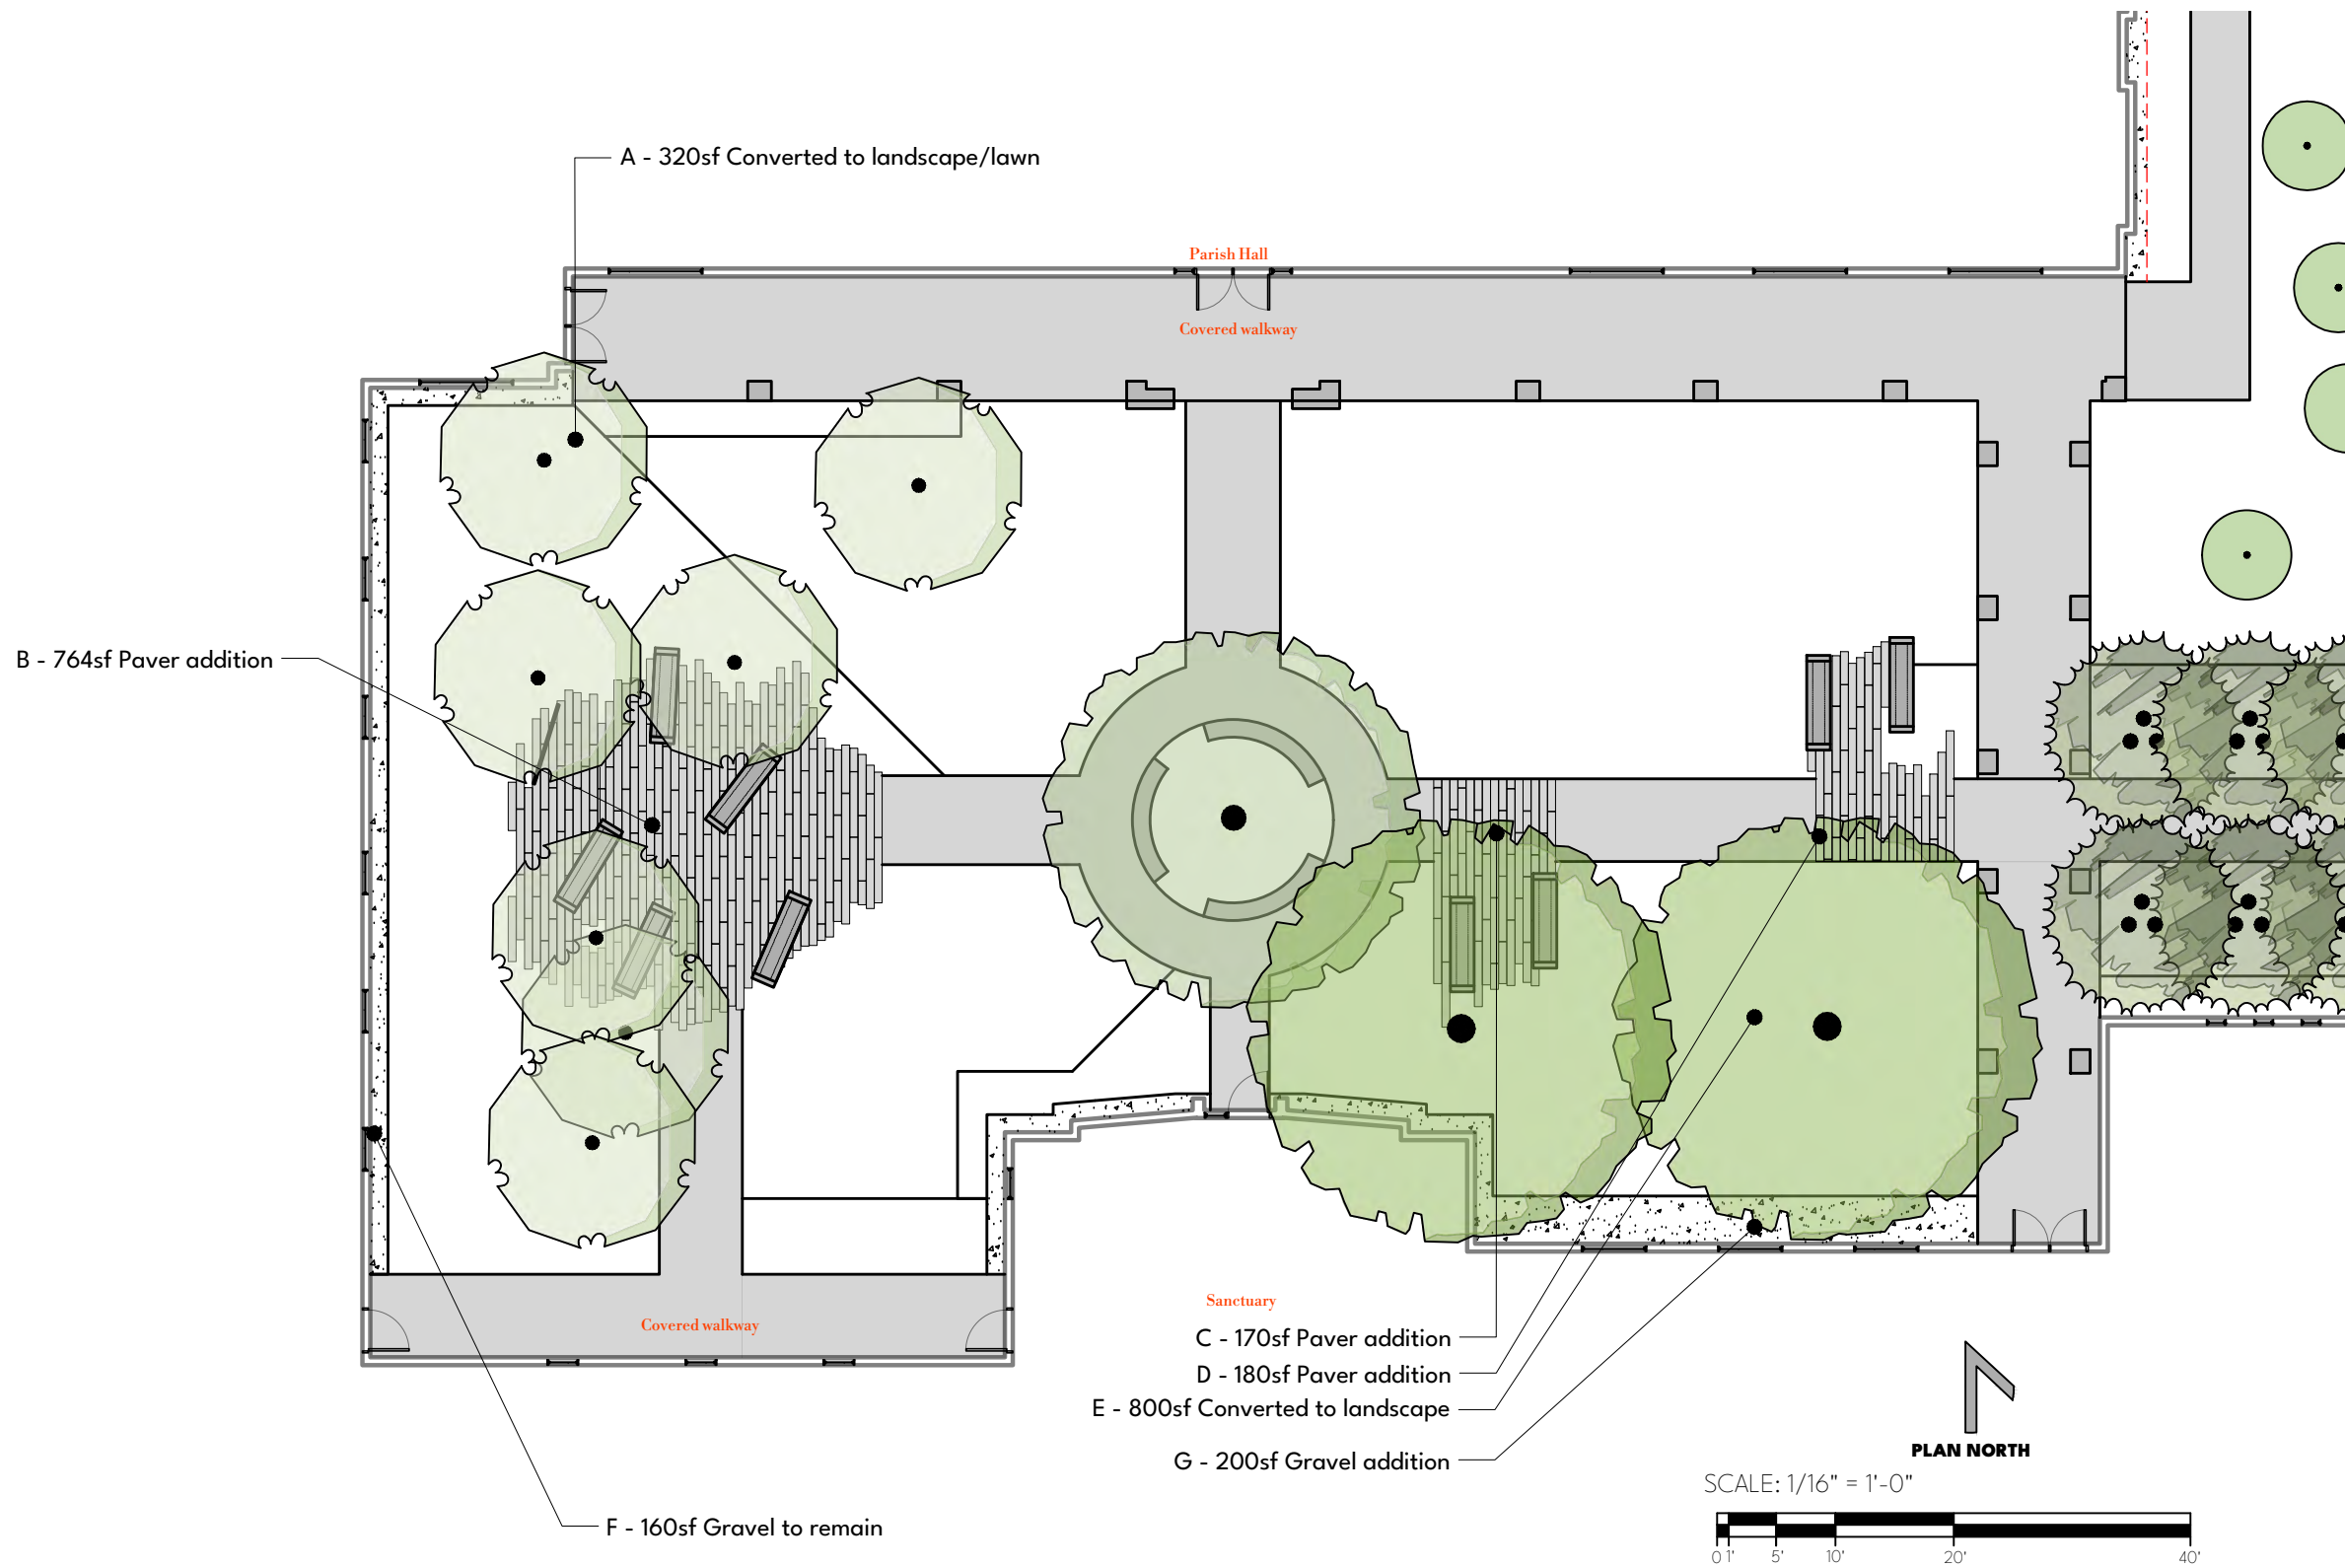 A - 320sf Converted to landscape/lawn
Parish Hall
Covered walkway
B - 764sf Paver addition
Sanctuary
Covered walkway
C - 170sf Paver addition
D - 180sf Paver addition
E - 800sf Converted to landscape
G - 200sf Gravel addition
F - 160sf Gravel to remain
PLAN NORTH
SCALE: 1/16" = 1'-0"
0 1' 5' 10' 20' 40'